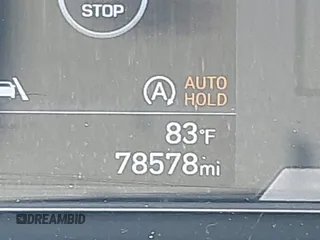 STOP
A
AUTO
HOLD
83°F
78578mi
DREAMBID